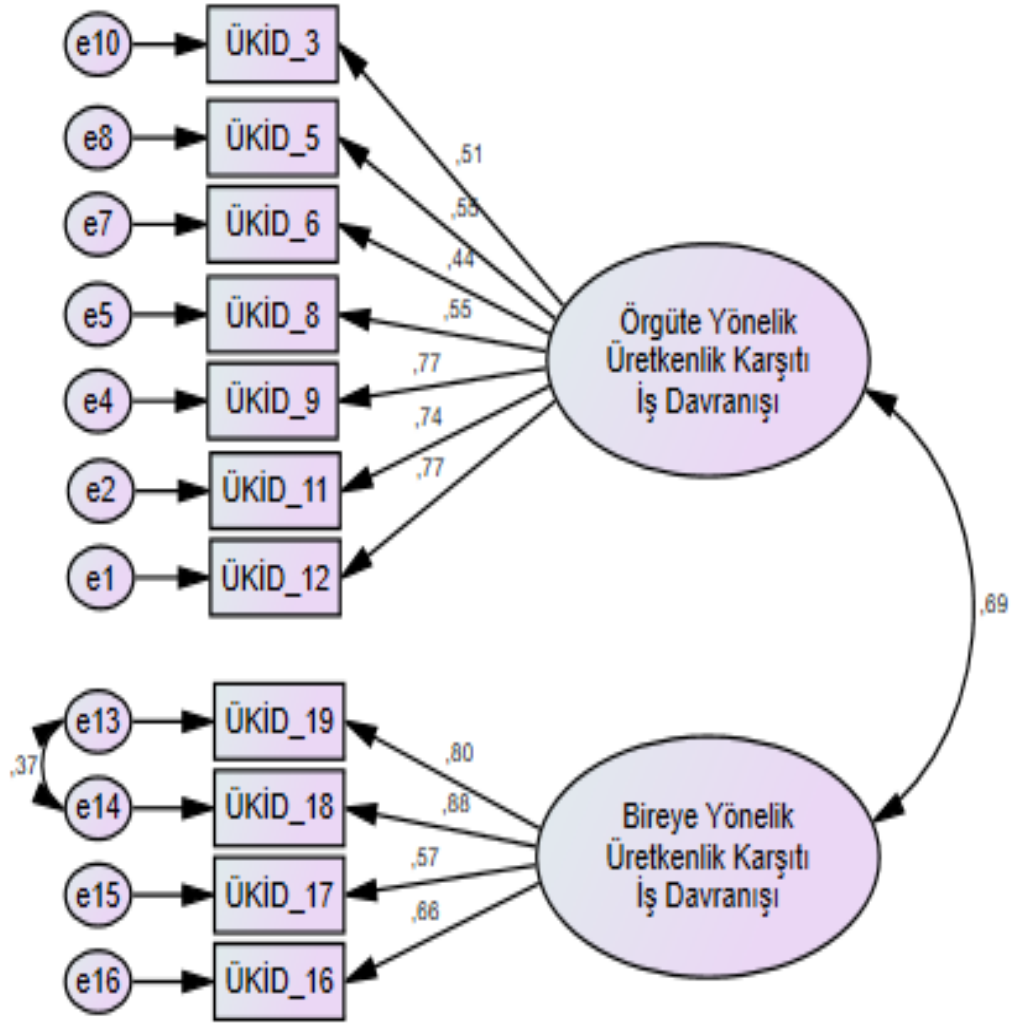 e10
ÜKİD_3
e8
ÜKİD_5
e7
ÜKİD_6
e5
ÜKİD_8
e4
ÜKİD_9
e2
ÜKİD_11
e1
ÜKİD_12
,51
,55
,44
,55
,77
,74
,77
Örgüte Yönelik
Üretkenlik Karşıtı
İş Davranışı
,69
e13
ÜKİD_19
,37
e14
ÜKİD_18
e15
ÜKİD_17
e16
ÜKİD_16
,80
,88
,57
,66
Bireye Yönelik
Üretkenlik Karşıtı
İş Davranışı